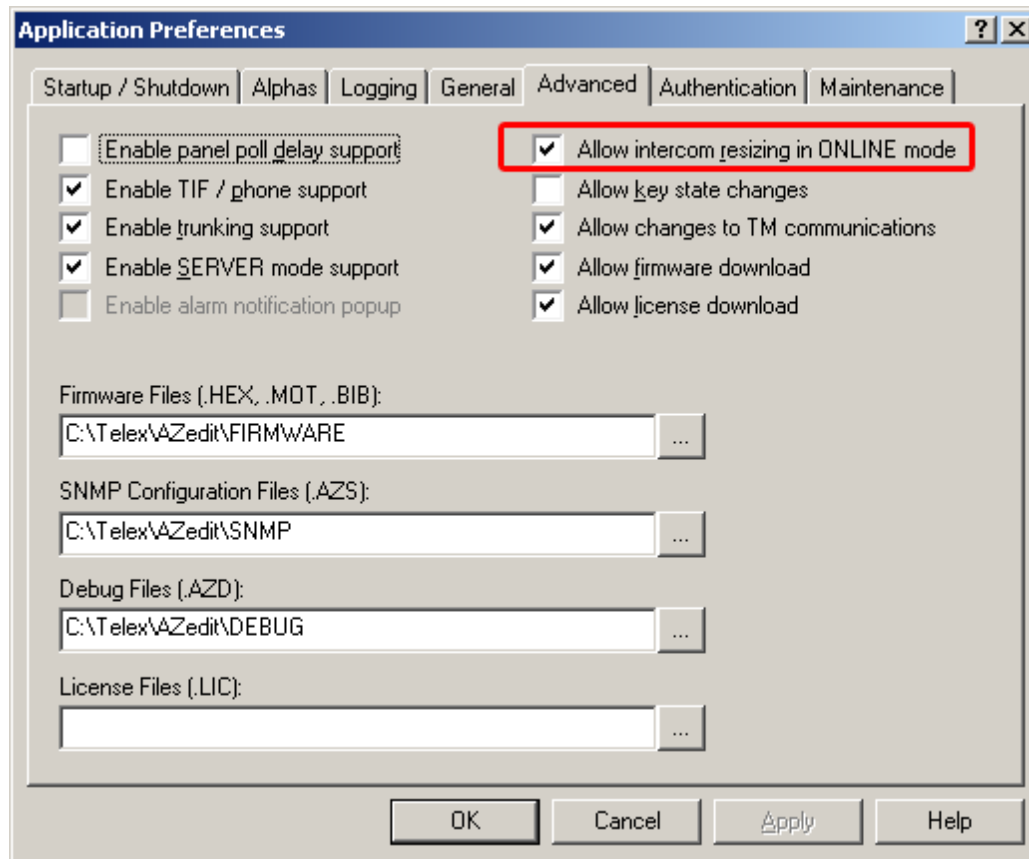 Application Preferences
Startup / Shutdown Alphas Logging General Advanced Authentication Maintenance
Enable panel poll delay support
Enable TIF / phone support
Enable trunking support
Enable SERVER mode support
Enable alarm notification popup
Allow intercom resizing in ONLINE mode
Allow key state changes
Allow changes to TM communications
Allow firmware download
Allow license download
Firmware Files (.HEX, .MOT, .BIB):
C:\Telex\AZedit\FIRMWARE
...
SNMP Configuration Files (.AZS):
C:\Telex\AZedit\SNMP
...
Debug Files (.AZD):
C:\Telex\AZedit\DEBUG
...
License Files (.LIC):
...
OK Cancel Apply Help